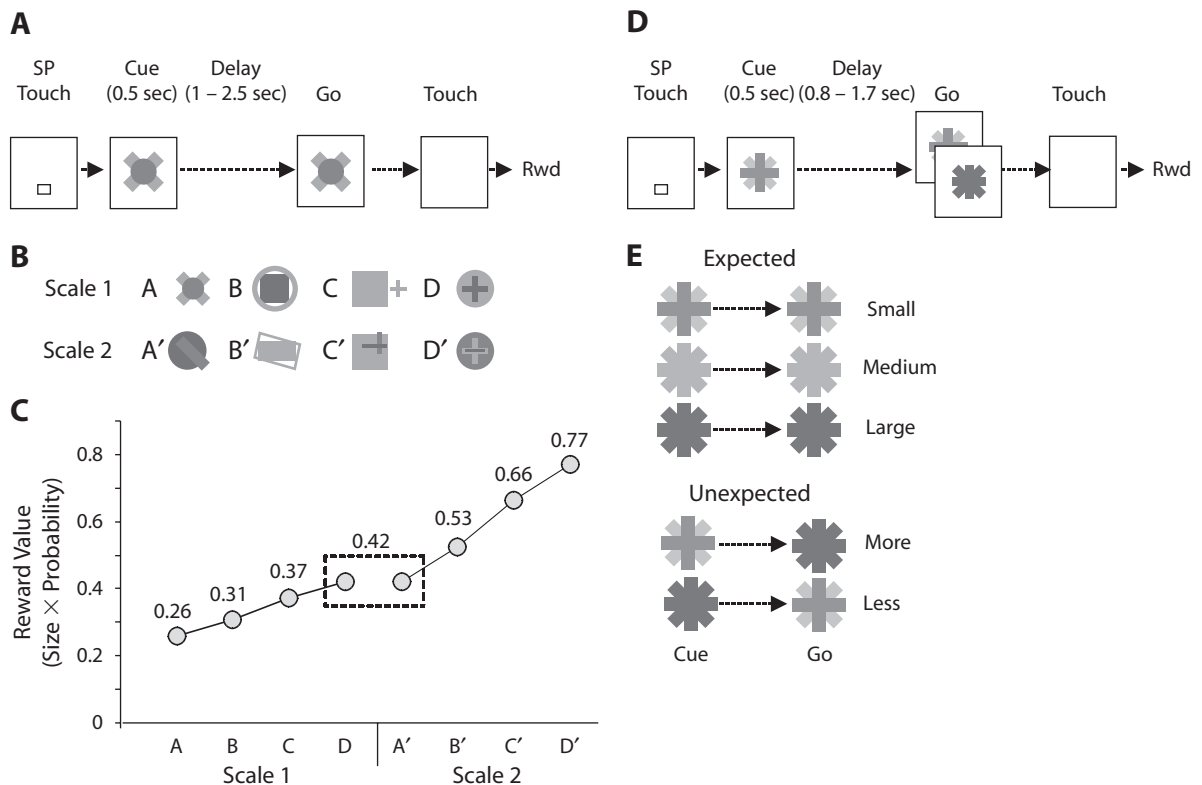 A
SP
Touch
Cue
(0.5 sec)
Delay
(1 – 2.5 sec)
Go
Touch
Rwd
B
Scale 1
A
B
C
D
Scale 2
A′
B′
C′
D′
C
Reward Value
(Size × Probability)
0.8
0.6
0.4
0.2
0
0.26
0.31
0.37
0.42
0.53
0.66
0.77
A
B
C
D
A′
B′
C′
D′
Scale 1
Scale 2
D
SP
Touch
Cue
(0.5 sec)
Delay
(0.8 – 1.7 sec)
Go
Touch
Rwd
E
Expected
Small
Medium
Large
Unexpected
More
Less
Cue
Go